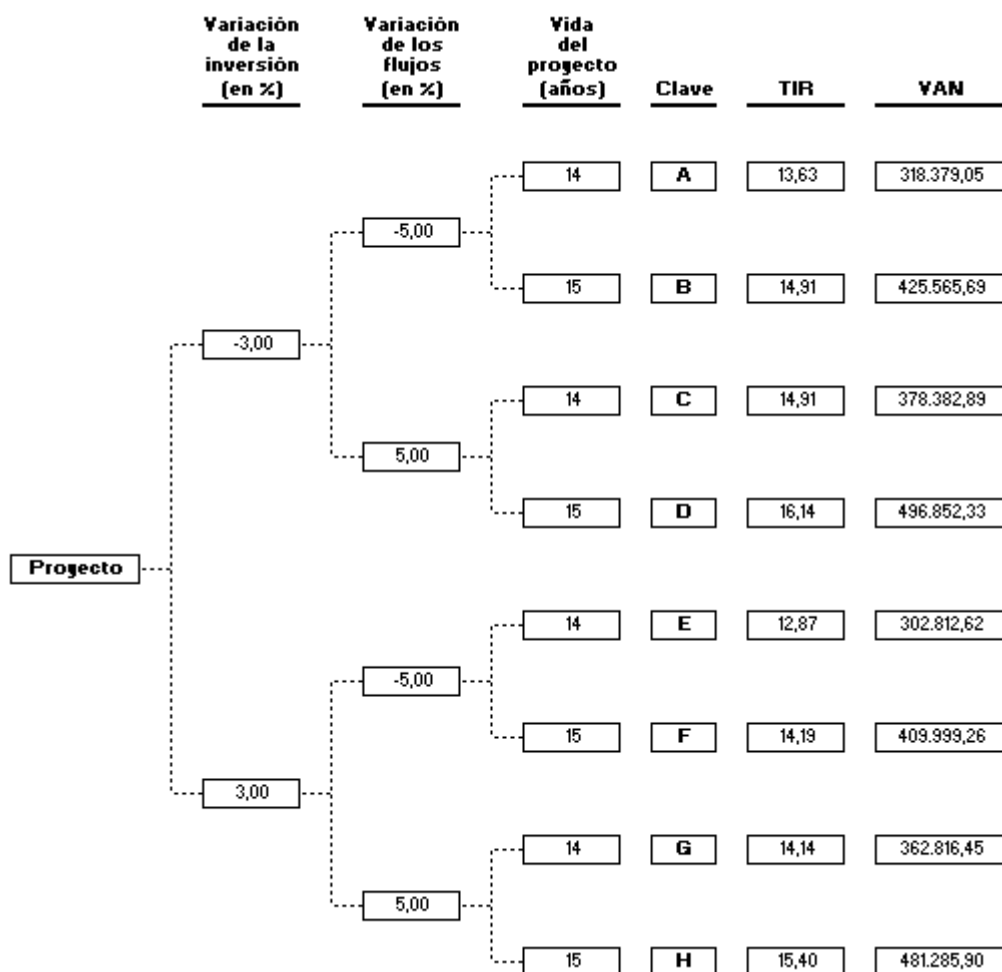 Variación de la inversión (en %)
Variación de los flujos (en %)
Vida del proyecto (años)
Clave
TIR
VAN
14 A 13,63 318.379,05
-5,00
15 B 14,91 425.565,69
-3,00
14 C 14,91 378.382,89
5,00
15 D 16,14 496.852,33
Proyecto
14 E 12,87 302.812,62
-5,00
15 F 14,19 409.999,26
3,00
14 G 14,14 362.816,45
5,00
15 H 15,40 481.285,90